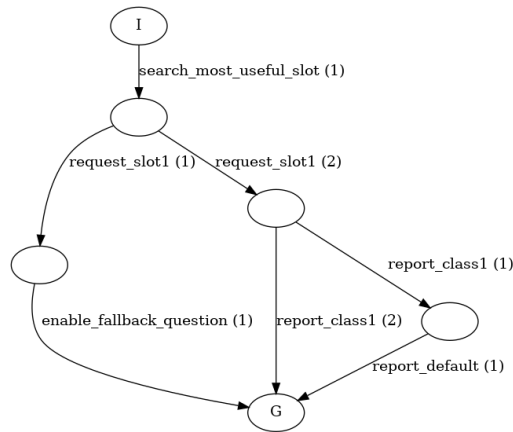 I
search_most_useful_slot (1)
request_slot1 (1)
request_slot1 (2)
report_class1 (1)
enable_fallback_question (1)
report_class1 (2)
report_default (1)
G